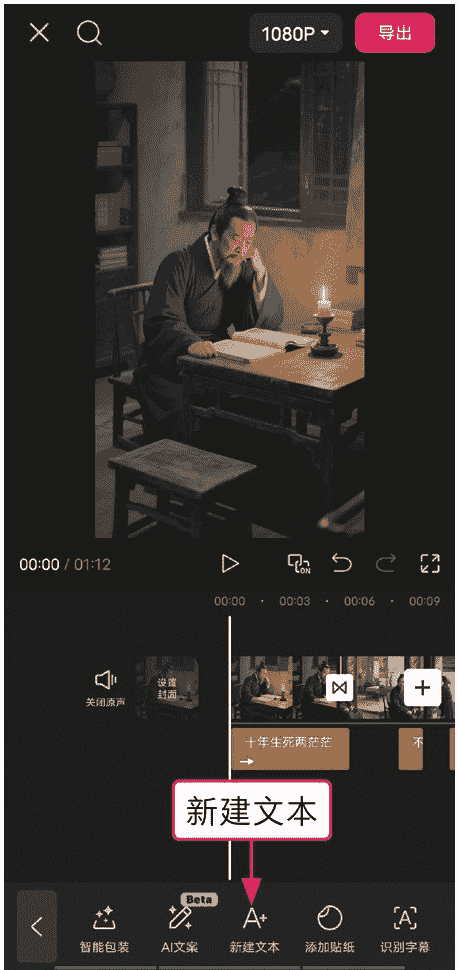 1080P
导出
00:00 / 01:12
ON
00:00 · 00:03 · 00:06 · 00:09
关闭原声
设置
封面
十年生死两茫茫
不
新建文本
Beta
智能包装
AI文案
新建文本
添加贴纸
识别字幕